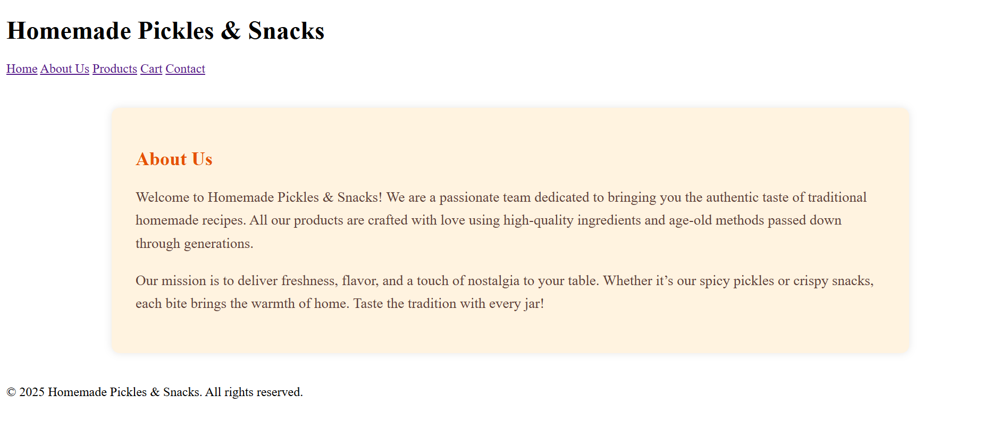 Homemade Pickles & Snacks
Home About Us Products Cart Contact
About Us
Welcome to Homemade Pickles & Snacks! We are a passionate team dedicated to bringing you the authentic taste of traditional
homemade recipes. All our products are crafted with love using high-quality ingredients and age-old methods passed down
through generations.
Our mission is to deliver freshness, flavor, and a touch of nostalgia to your table. Whether it’s our spicy pickles or crispy snacks,
each bite brings the warmth of home. Taste the tradition with every jar!
© 2025 Homemade Pickles & Snacks. All rights reserved.